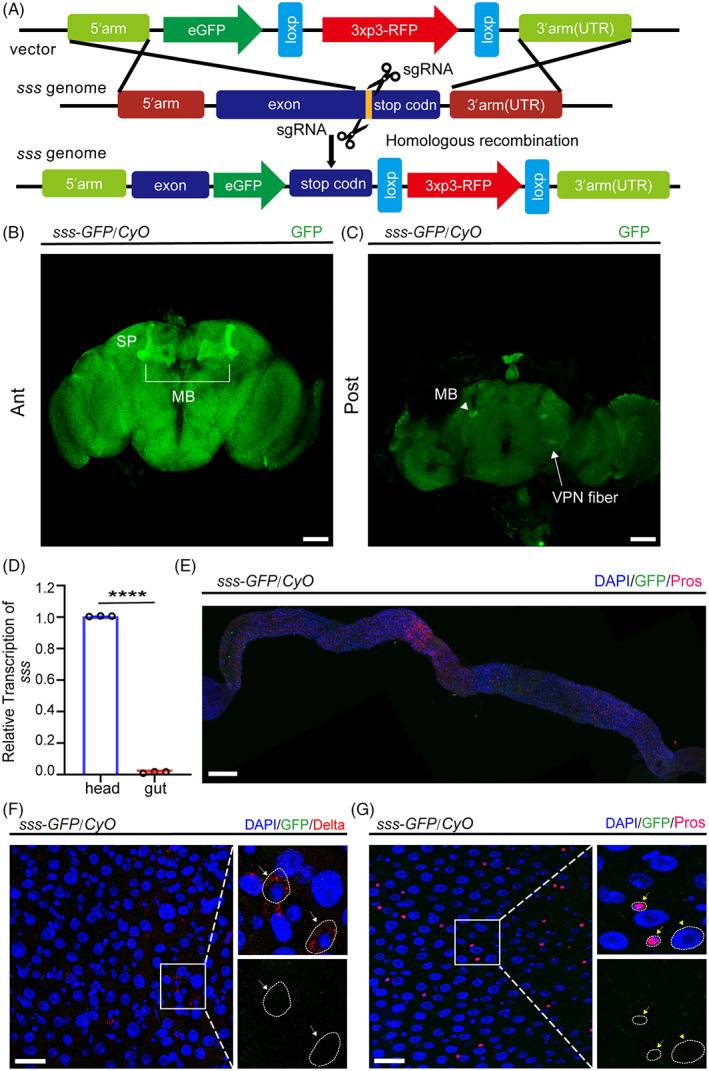 (A)
5'arm eGFP loxp 3xp3-RFP loxp 3'arm(UTR)
vector
sgRNA
sss genome
5'arm exon stop codn 3'arm(UTR)
sgRNA
Homologous recombination
sss genome
5'arm exon eGFP stop codn loxp 3xp3-RFP loxp 3'arm(UTR)
(B) sss-GFP/CyO GFP
Ant
SP
MB
(C) sss-GFP/CyO GFP
Post
MB
VPN fiber
(D)
Relative Transcription of
sss
****
1.2
1.0
0.8
0.6
0.4
0.2
0.0
head gut
(E) sss-GFP/CyO DAPI/GFP/Pros
(F) sss-GFP/CyO DAPI/GFP/Delta
(G) sss-GFP/CyO DAPI/GFP/Pros